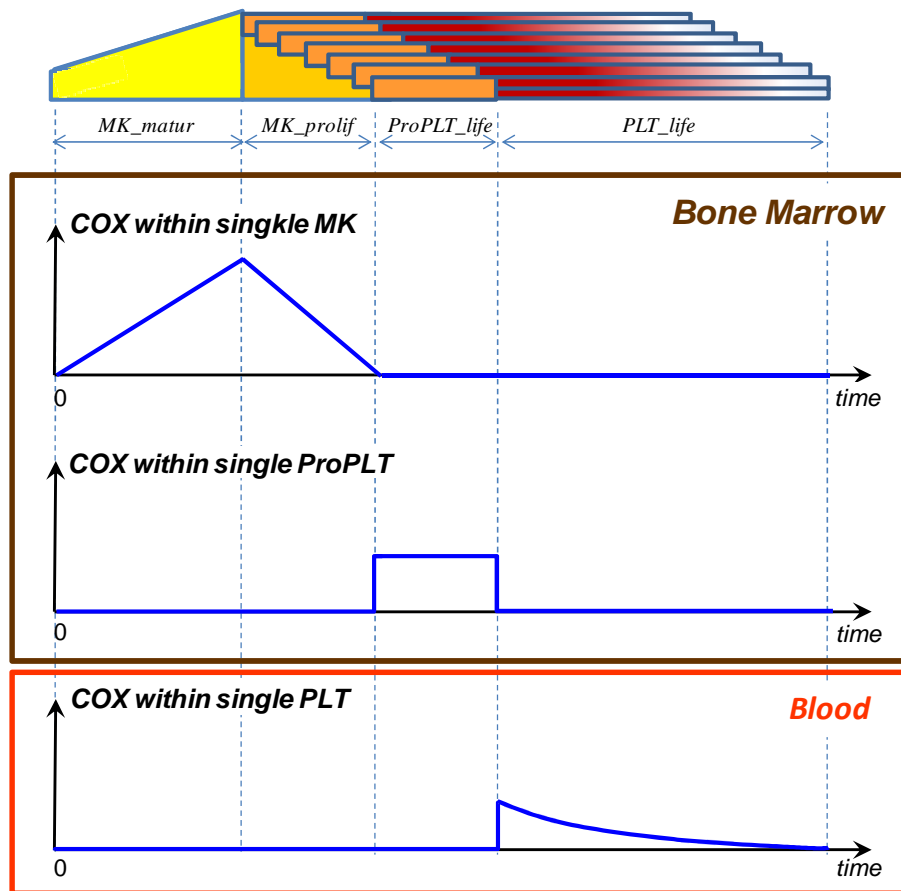 MK_matur MK_prolif ProPLT_life PLT_life
Bone Marrow
COX within singkle MK
0 time
COX within single ProPLT
0 time
Blood
COX within single PLT
0 time